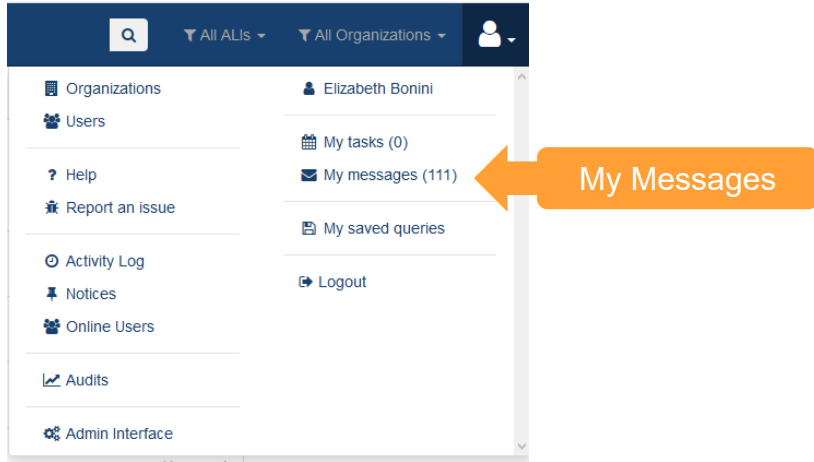 All ALIs
All Organizations
Organizations
Users
Help
Report an issue
Activity Log
Notices
Online Users
Audits
Admin Interface
Elizabeth Bonini
My tasks (0)
My messages (111)
My saved queries
Logout
My Messages